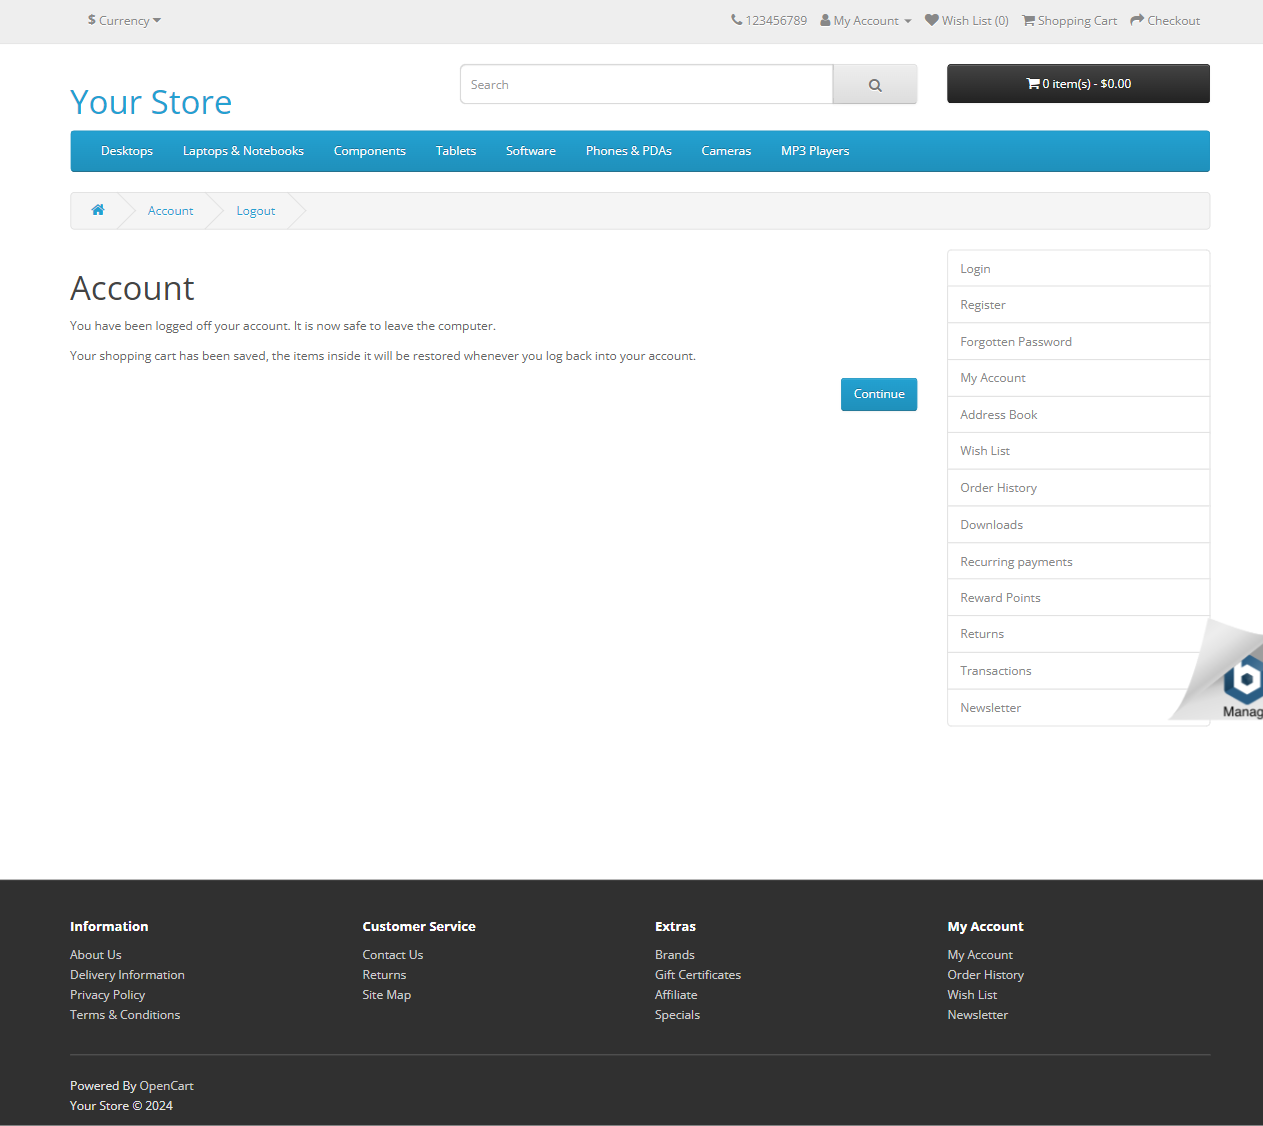 $ Currency
123456789 My Account Wish List (0) Shopping Cart Checkout
Your Store
Search
0 item(s) - $0.00
Desktops Laptops & Notebooks Components Tablets Software Phones & PDAs Cameras MP3 Players
Account Logout
Account
You have been logged off your account. It is now safe to leave the computer.
Your shopping cart has been saved, the items inside it will be restored whenever you log back into your account.
Continue
Login
Register
Forgotten Password
My Account
Address Book
Wish List
Order History
Downloads
Recurring payments
Reward Points
Returns
Transactions
Newsletter
Manag
Information
About Us
Delivery Information
Privacy Policy
Terms & Conditions
Customer Service
Contact Us
Returns
Site Map
Extras
Brands
Gift Certificates
Affiliate
Specials
My Account
My Account
Order History
Wish List
Newsletter
Powered By OpenCart
Your Store © 2024